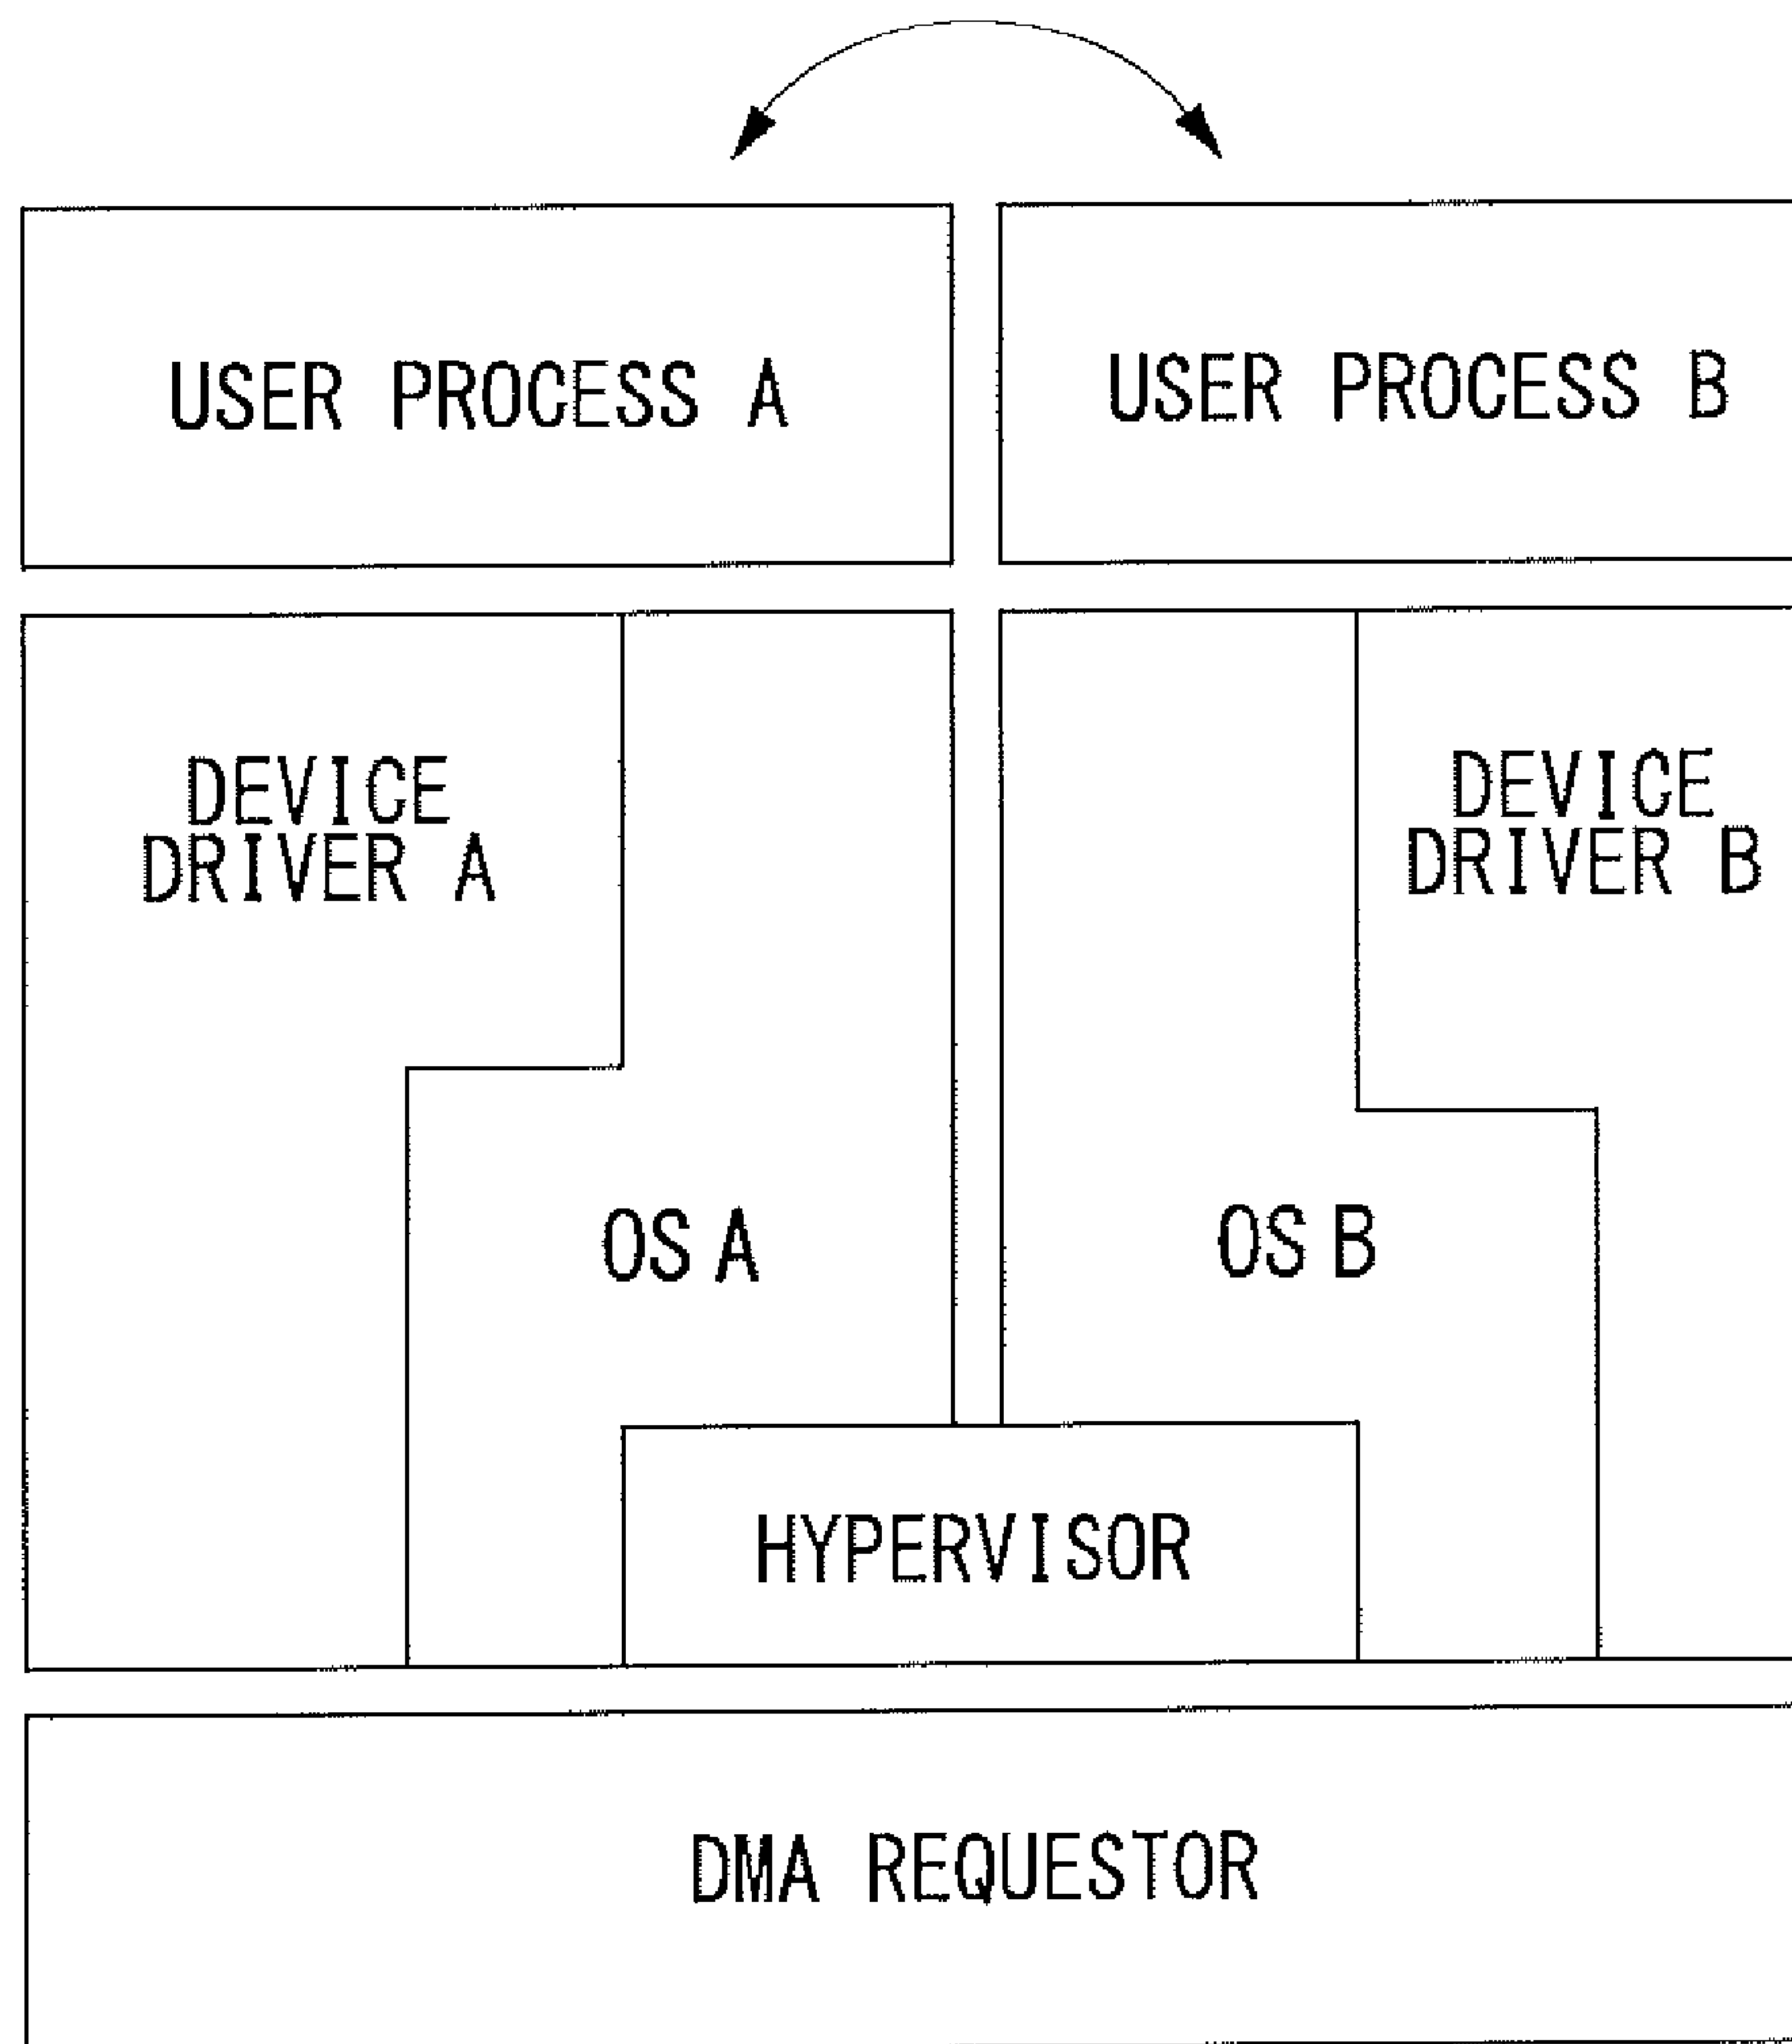 USER PROCESS A
USER PROCESS B
DEVICE
DRIVER A
DEVICE
DRIVER B
OS A
OS B
HYPERVISOR
DMA REQUESTOR